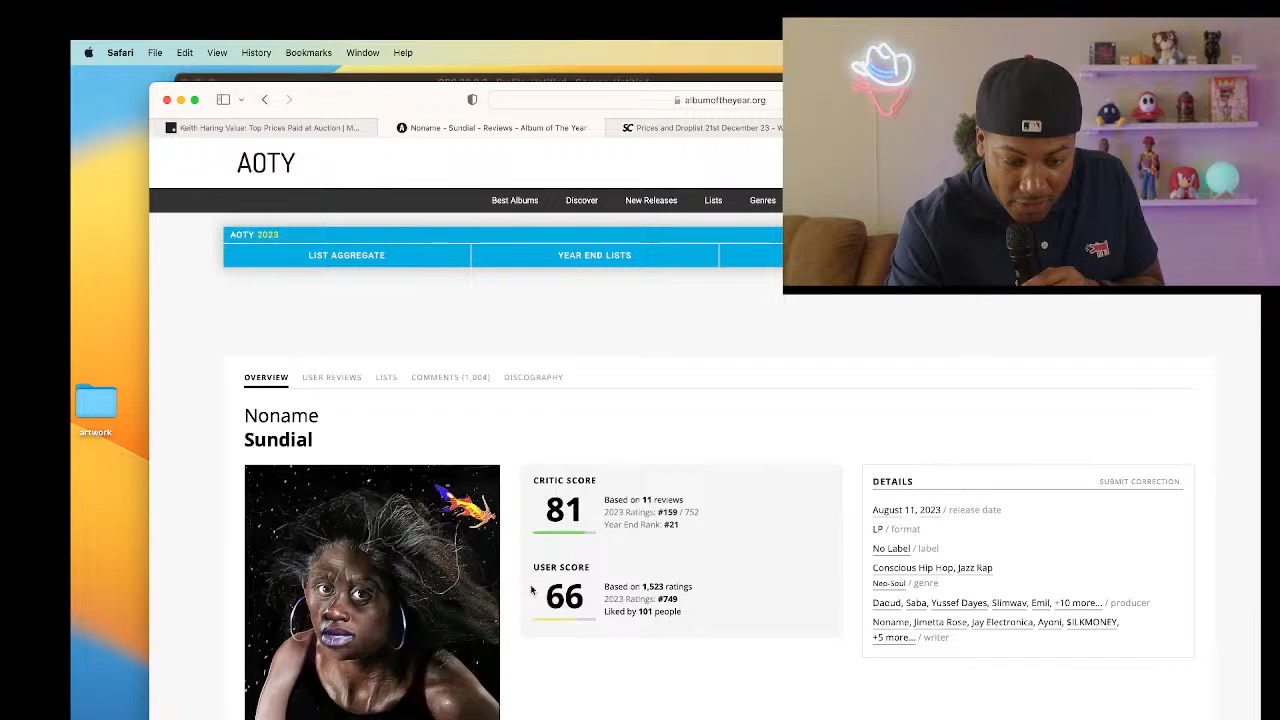 Safari File Edit View History Bookmarks Window Help
albumoftheyear.org
Keith Haring Value: Top Prices Paid at Auction | M...
A Noname - Sundial - Reviews - Album Of The Year
SC Prices and Droplist 21st December 23 - W
AOTY
Best Albums Discover New Releases Lists Genres
AOTY 2023
LIST AGGREGATE YEAR END LISTS
OVERVIEW USER REVIEWS LISTS COMMENTS (1,004) DISCOGRAPHY
Noname
Sundial
CRITIC SCORE
81
Based on 11 reviews
2023 Ratings: #159 / 752
Year End Rank: #21
USER SCORE
66
Based on 1,523 ratings
2023 Ratings: #749
Liked by 101 people
DETAILS SUBMIT CORRECTION
August 11, 2023 / release date
LP / format
No Label / label
Conscious Hip Hop, Jazz Rap
Neo-Soul / genre
Daoud, Saba, Yussef Dayes, Slimwav, Emil, +10 more... / producer
Noname, Jimetta Rose, Jay Electronica, Ayoni, $ILKMONEY,
+5 more... / writer
artwork